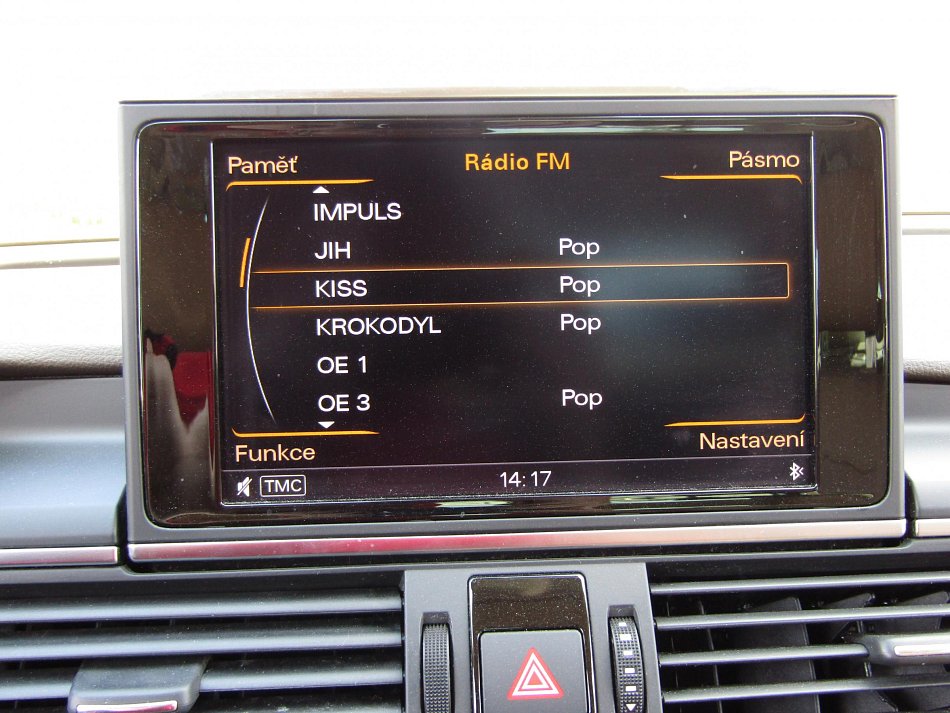 Paměť Rádio FM Pásmo
IMPULS
JIH Pop
KISS Pop
KROKODYL Pop
OE 1
OE 3 Pop
Funkce Nastavení
TMC 14:17